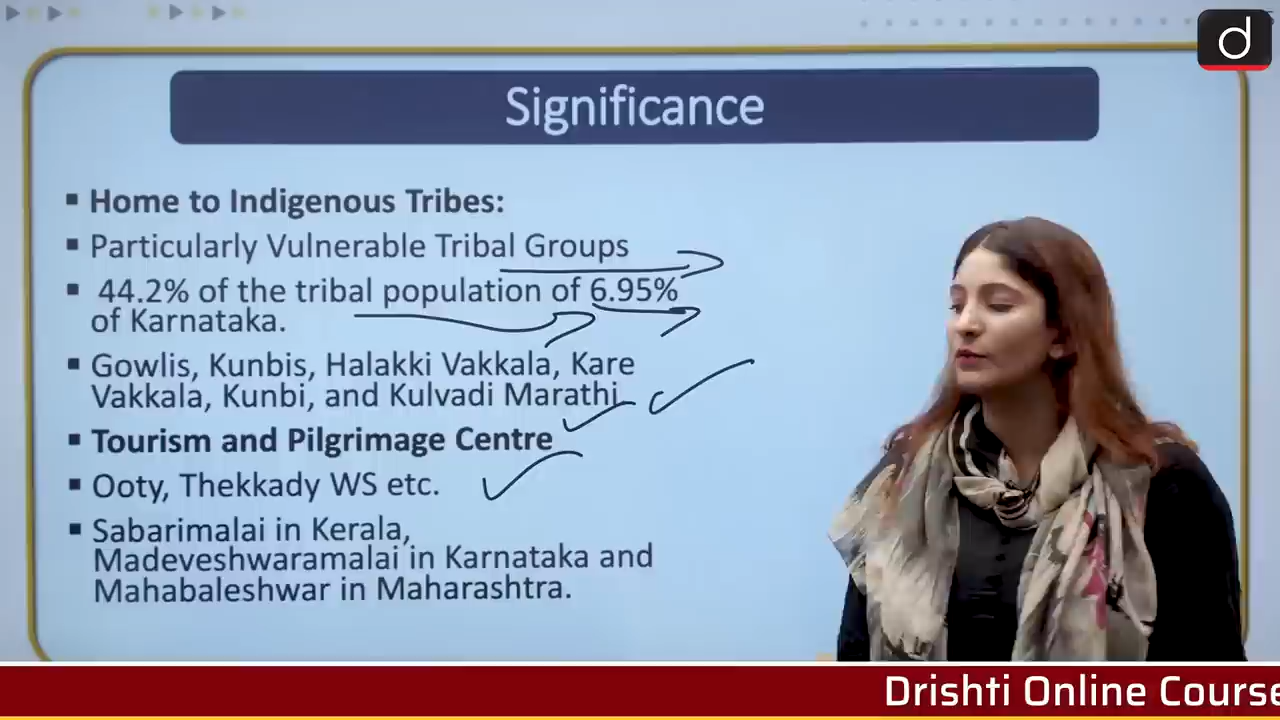 d
Significance
Home to Indigenous Tribes:
Particularly Vulnerable Tribal Groups
44.2% of the tribal population of 6.95%
of Karnataka.
Gowlis, Kunbis, Halakki Vakkala, Kare
Vakkala, Kunbi, and Kulvadi Marathi
Tourism and Pilgrimage Centre
Ooty, Thekkady WS etc.
Sabarimalai in Kerala,
Madeveshwaramalai in Karnataka and
Mahabaleshwar in Maharashtra.
Drishti Online Course